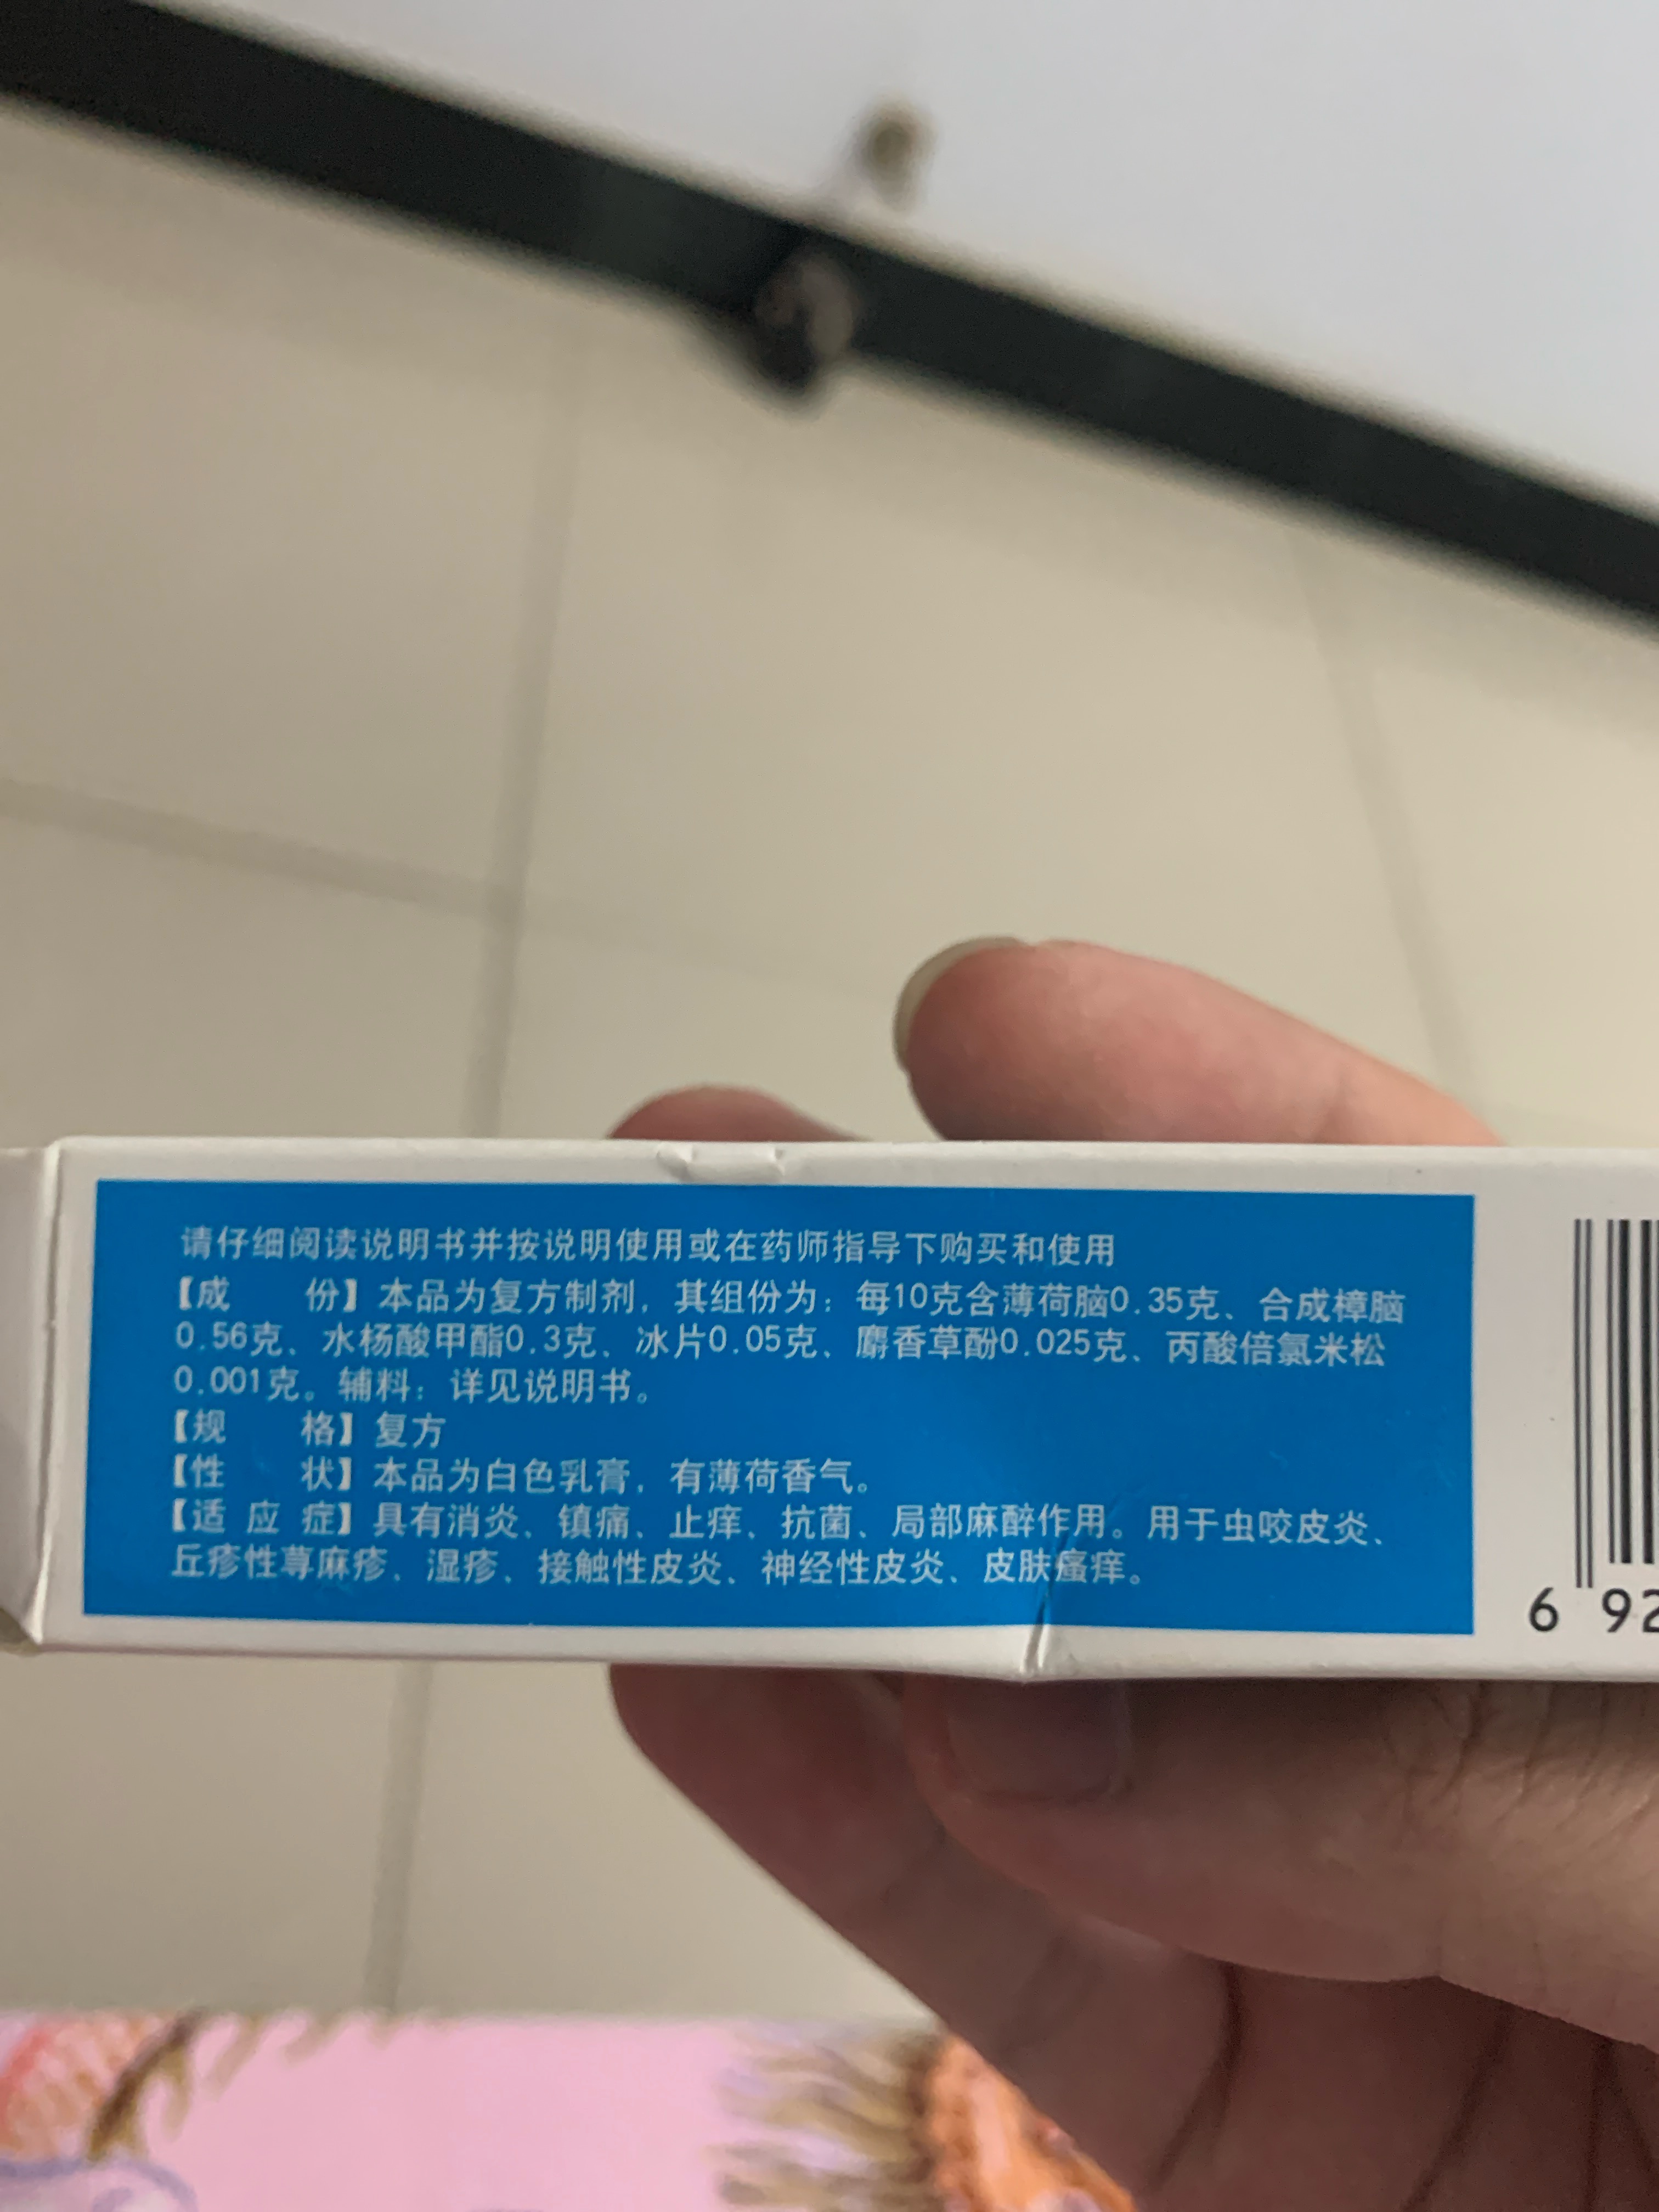 请仔细阅读说明书并按说明使用或在药师指导下购买和使用
【成 份】本品为复方制剂，其组份为：每10克含薄荷脑0.35克、合成樟脑
0.56克、水杨酸甲酯0.3克、冰片0.05克、麝香草酚0.025克、丙酸倍氯米松
0.001克。辅料：详见说明书。
【规 格】复方
【性 状】本品为白色乳膏，有薄荷香气。
【适 应 症】具有消炎、镇痛、止痒、抗菌、局部麻醉作用。用于虫咬皮炎、
丘疹性荨麻疹、湿疹、接触性皮炎、神经性皮炎、皮肤瘙痒。
6 92